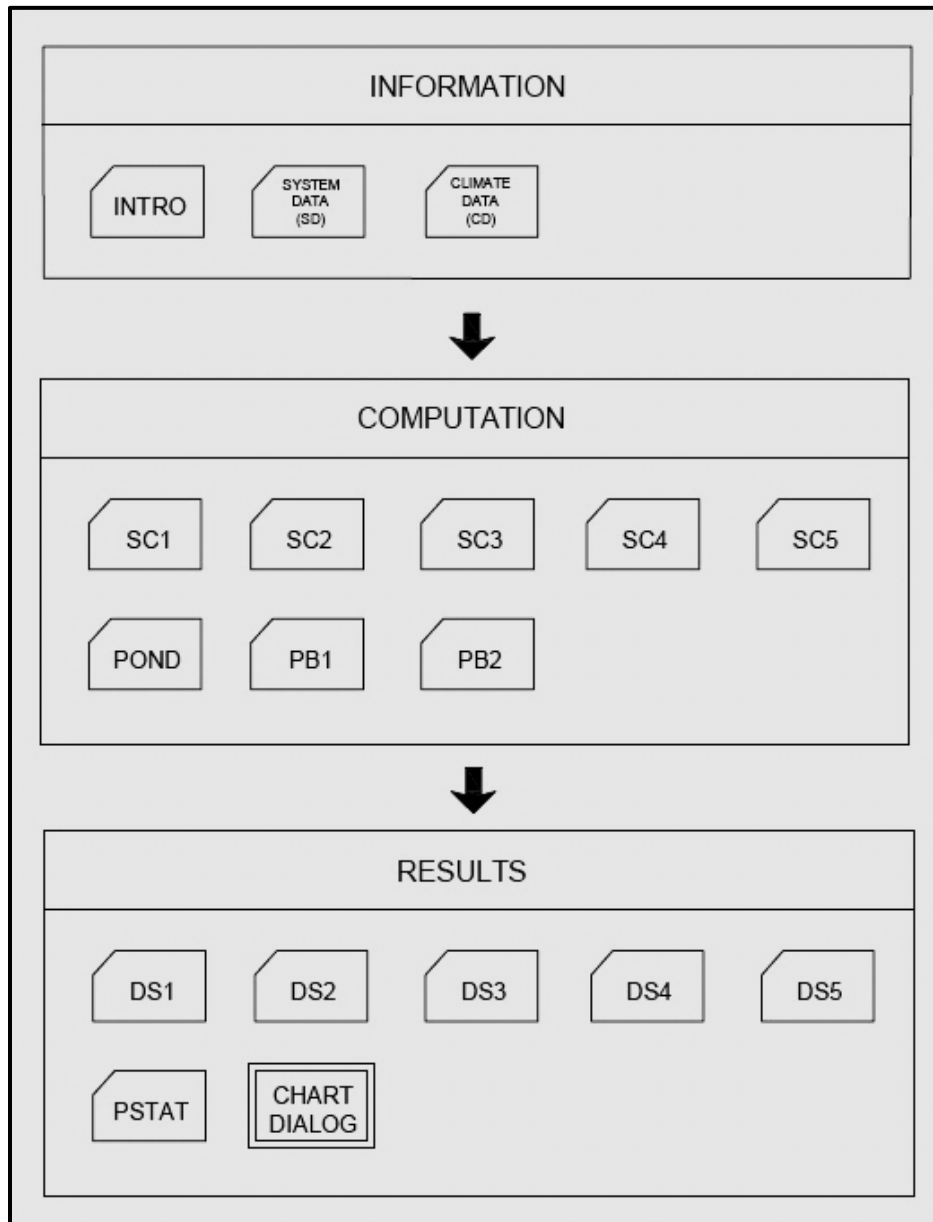 INFORMATION
INTRO
SYSTEM
DATA
(SD)
CLIMATE
DATA
(CD)
COMPUTATION
SC1
SC2
SC3
SC4
SC5
POND
PB1
PB2
RESULTS
DS1
DS2
DS3
DS4
DS5
PSTAT
CHART
DIALOG